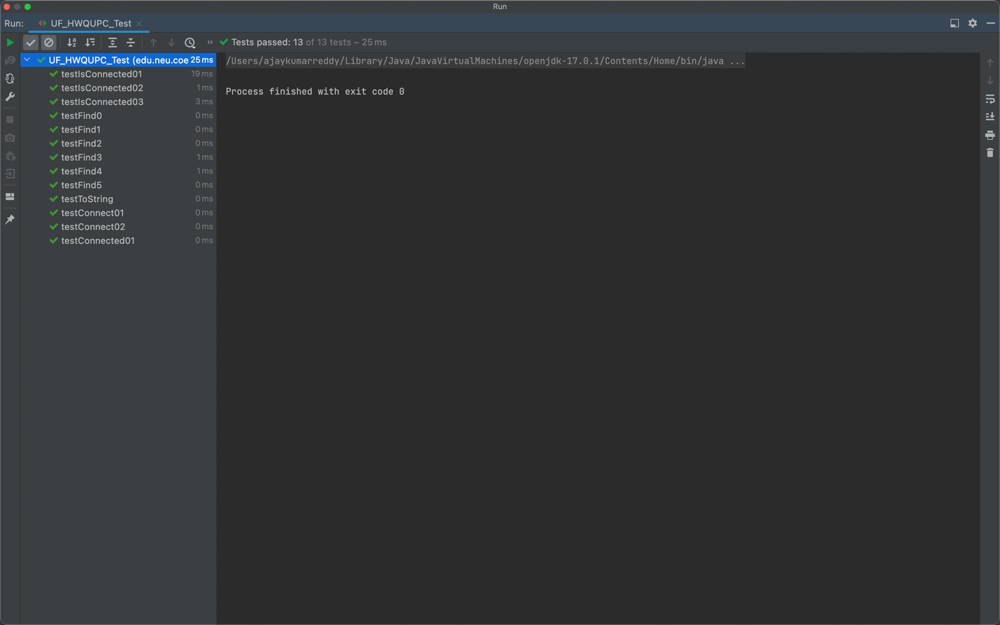 Run
Run: UF_HWQUPC_Test
Tests passed: 13 of 13 tests – 25 ms
UF_HWQUPC_Test (edu.neu.coe 25 ms
testIsConnected01 19 ms
testIsConnected02 1 ms
testIsConnected03 3 ms
testFind0 0 ms
testFind1 0 ms
testFind2 0 ms
testFind3 1 ms
testFind4 1 ms
testFind5 0 ms
testToString 0 ms
testConnect01 0 ms
testConnect02 0 ms
testConnected01 0 ms
/Users/ajaykumarreddy/Library/Java/JavaVirtualMachines/openjdk-17.0.1/Contents/Home/bin/java ...
Process finished with exit code 0